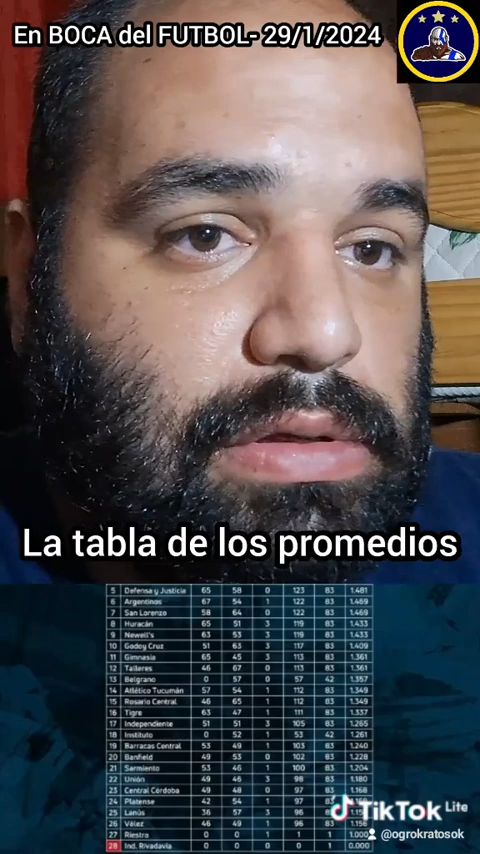 En BOCA del FUTBOL- 29/1/2024
La tabla de los promedios
5 Defensa y Justicia 65 58 0 123 83 1.481
6 Argentinos 67 54 1 122 83 1.469
7 San Lorenzo 58 64 0 122 83 1.469
8 Huracán 65 51 3 119 83 1.433
9 Newell's 63 53 3 119 83 1.433
10 Godoy Cruz 51 63 3 117 83 1.409
11 Gimnasia 65 45 3 113 83 1.361
12 Talleres 46 67 0 113 83 1.361
13 Belgrano 0 57 0 57 42 1.357
14 Atlético Tucumán 57 54 1 112 83 1.349
15 Rosario Central 46 65 1 112 83 1.349
16 Tigre 63 47 1 111 83 1.337
17 Independiente 51 51 3 105 83 1.265
18 Instituto 0 52 1 53 42 1.261
19 Barracas Central 53 49 1 103 83 1.240
20 Banfield 49 53 0 102 83 1.228
21 Sarmiento 53 46 1 100 83 1.204
22 Unión 49 46 3 98 83 1.180
23 Central Córdoba 49 48 0 97 83 1.168
24 Platense 42 54 1 97 83
25 Lanús 36 57 3 96
26 Vélez 46 49 1 96 83 1.156
27 Riestra 0 0 1 1 1 1.000
28 Ind. Rivadavia 0 0 0 0 1 0.000
TikTok Lite
@ogrokratosok